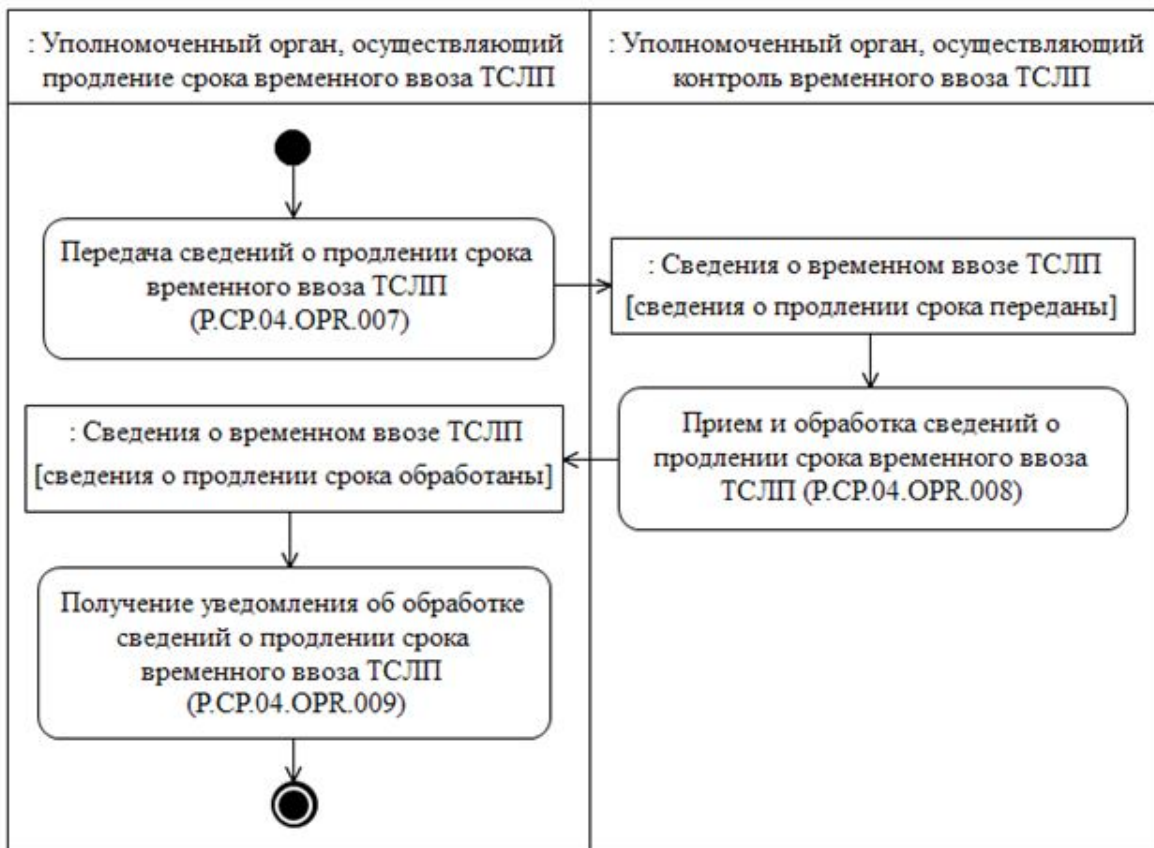 : Уполномоченный орган, осуществляющий
продление срока временного ввоза ТСЛП
: Уполномоченный орган, осуществляющий
контроль временного ввоза ТСЛП
Передача сведений о продлении срока
временного ввоза ТСЛП
(P.CP.04.OPR.007)
: Сведения о временном ввозе ТСЛП
[сведения о продлении срока переданы]
Прием и обработка сведений о
продлении срока временного ввоза
ТСЛП (P.CP.04.OPR.008)
: Сведения о временном ввозе ТСЛП
[сведения о продлении срока обработаны]
Получение уведомления об обработке
сведений о продлении срока
временного ввоза ТСЛП
(P.CP.04.OPR.009)